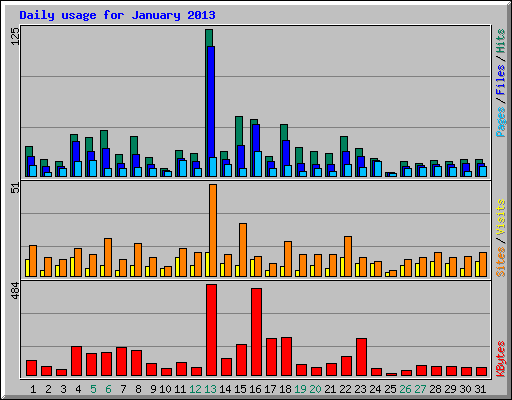 Daily usage for January 2013
125
Pages / Files / Hits
51
Sites / Visits
484
KBytes
1 2 3 4 5 6 7 8 9 10 11 12 13 14 15 16 17 18 19 20 21 22 23 24 25 26 27 28 29 30 31